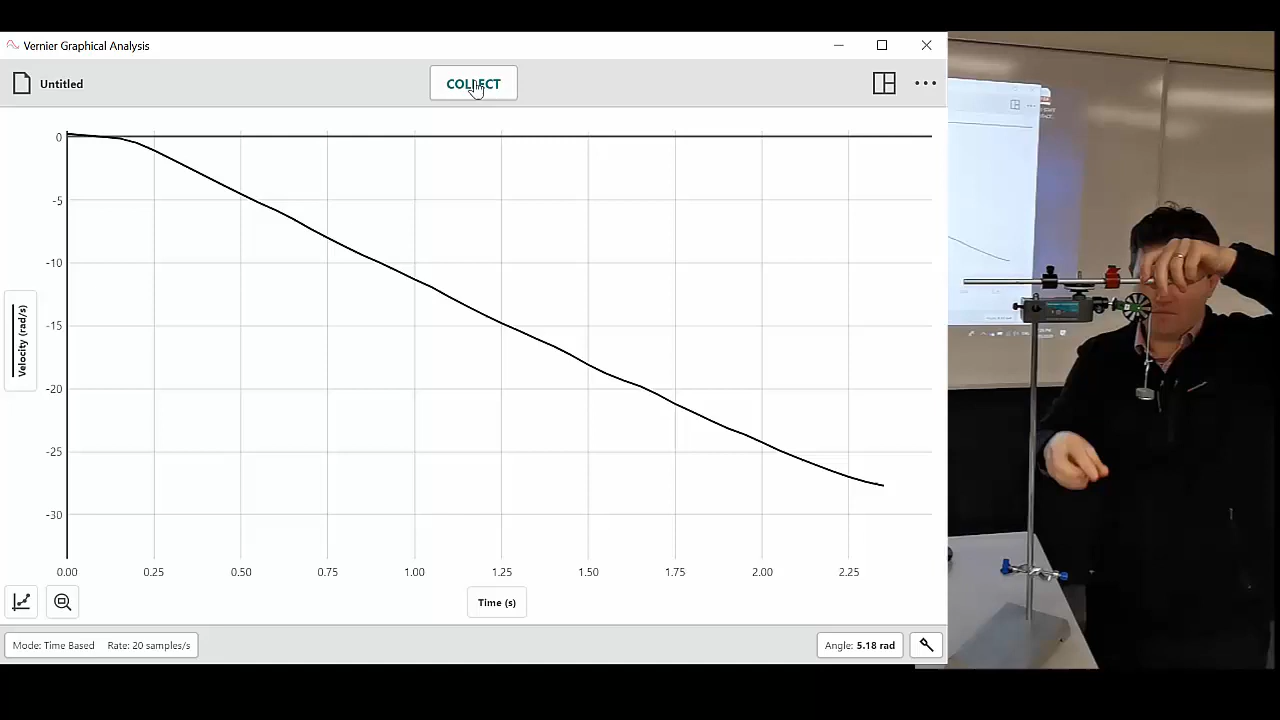 Vernier Graphical Analysis
Untitled
COLLECT
0
-5
-10
-15
-20
-25
-30
Velocity (rad/s)
0.00 0.25 0.50 0.75 1.00 1.25 1.50 1.75 2.00 2.25
Time (s)
Mode: Time Based Rate: 20 samples/s
Angle: 5.18 rad